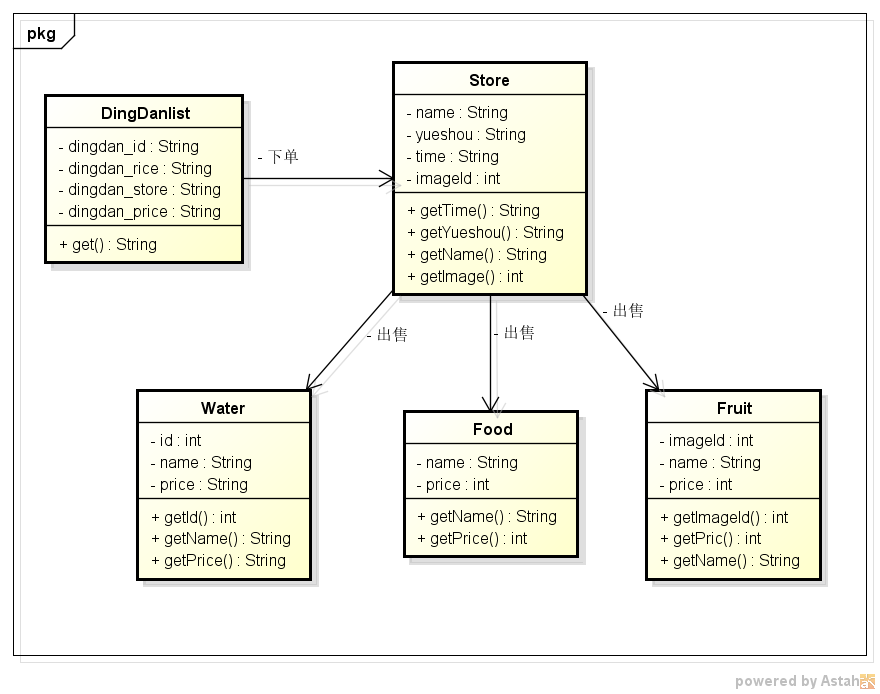 pkg
DingDanlist
- dingdan_id : String
- dingdan_rice : String
- dingdan_store : String
- dingdan_price : String
+ get() : String
- 下单
Store
- name : String
- yueshou : String
- time : String
- imageId : int
+ getTime() : String
+ getYueshou() : String
+ getName() : String
+ getImage() : int
- 出售
- 出售
- 出售
Water
- id : int
- name : String
- price : String
+ getId() : int
+ getName() : String
+ getPrice() : String
Food
- name : String
- price : int
+ getName() : String
+ getPrice() : int
Fruit
- imageId : int
- name : String
- price : int
+ getImageId() : int
+ getPric() : int
+ getName() : String
powered by Astah